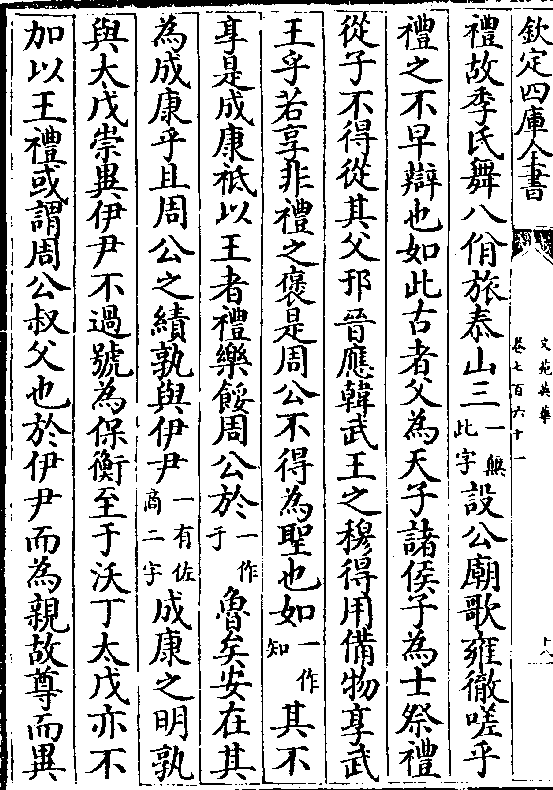 欽定四庫全書
文苑英華
卷七百六十一
禮故季氏舞八佾旅泰山三一無此字設公廟歌雍徹嗟乎
禮之不早辯也如此古者父為天子諸侯子為士祭禮
從子不得從其父邘晉應韓武王之穆得用備物享武
王乎若享非禮之褒是周公不得為聖也如一作知其不
享是成康祗以王者禮樂餒周公於一作于魯矣安在其
為成康乎且周公之績孰與伊尹一有佐商二字成康之明孰
與大戊崇異伊尹不過號為保衡至于沃丁太戊亦不
加以王禮或謂周公叔父也於伊尹而為親故尊而異